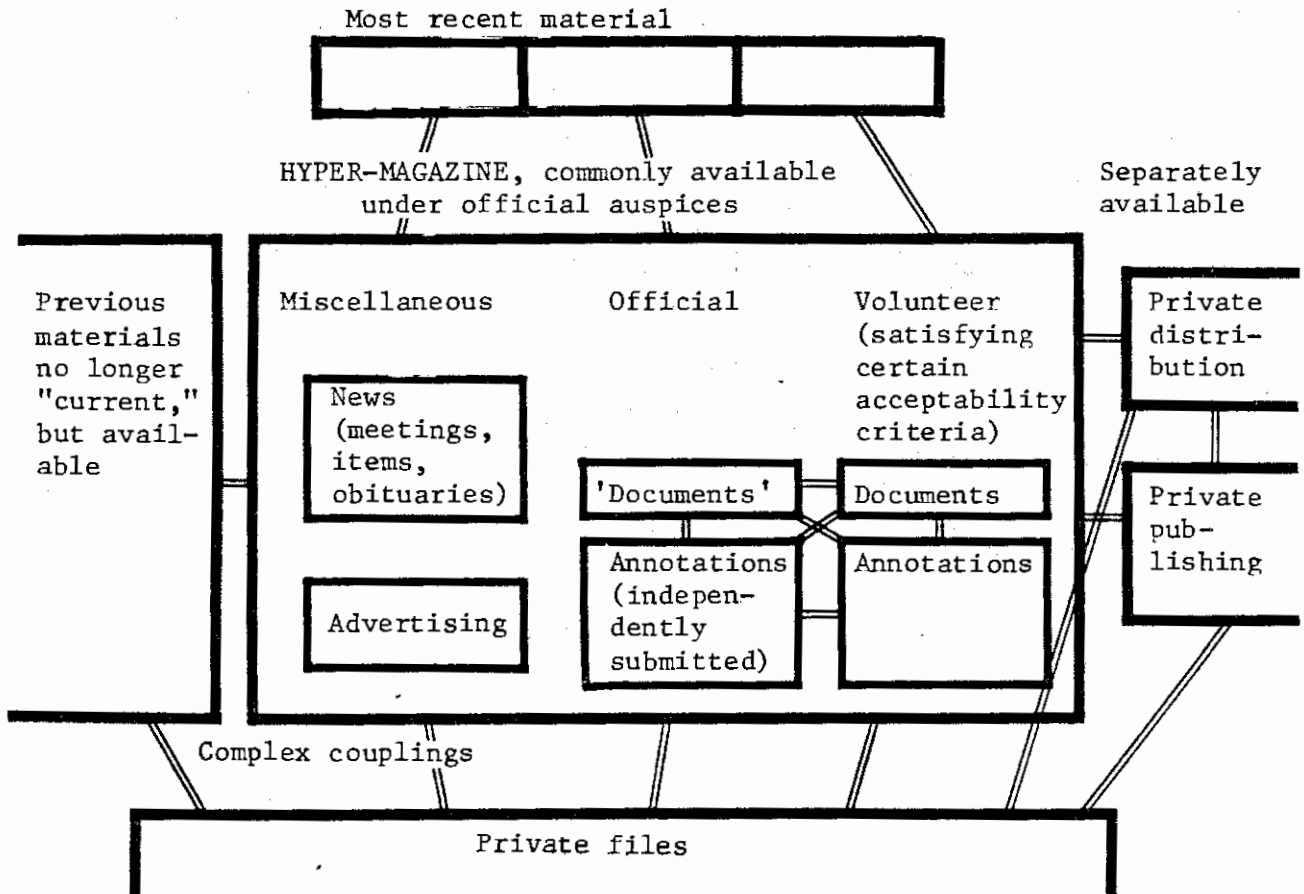 Most recent material
HYPER-MAGAZINE, commonly available
under official auspices
Separately
available
Previous
materials
no longer
"current,"
but avail-
able
Miscellaneous
News
(meetings,
items,
obituaries)
Advertising
Official
'Documents'
Annotations
(indepen-
dently
submitted)
Volunteer
(satisfying
certain
acceptability
criteria)
Documents
Annotations
Private
distri-
bution
Private
pub-
lishing
Complex couplings
Private files